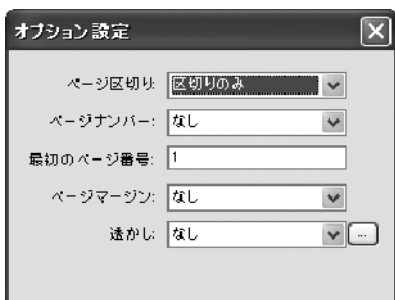 オプション設定
ページ区切り: 区切りのみ
ページナンバー: なし
最初のページ番号: 1
ページマージン: なし
透かし: なし ...